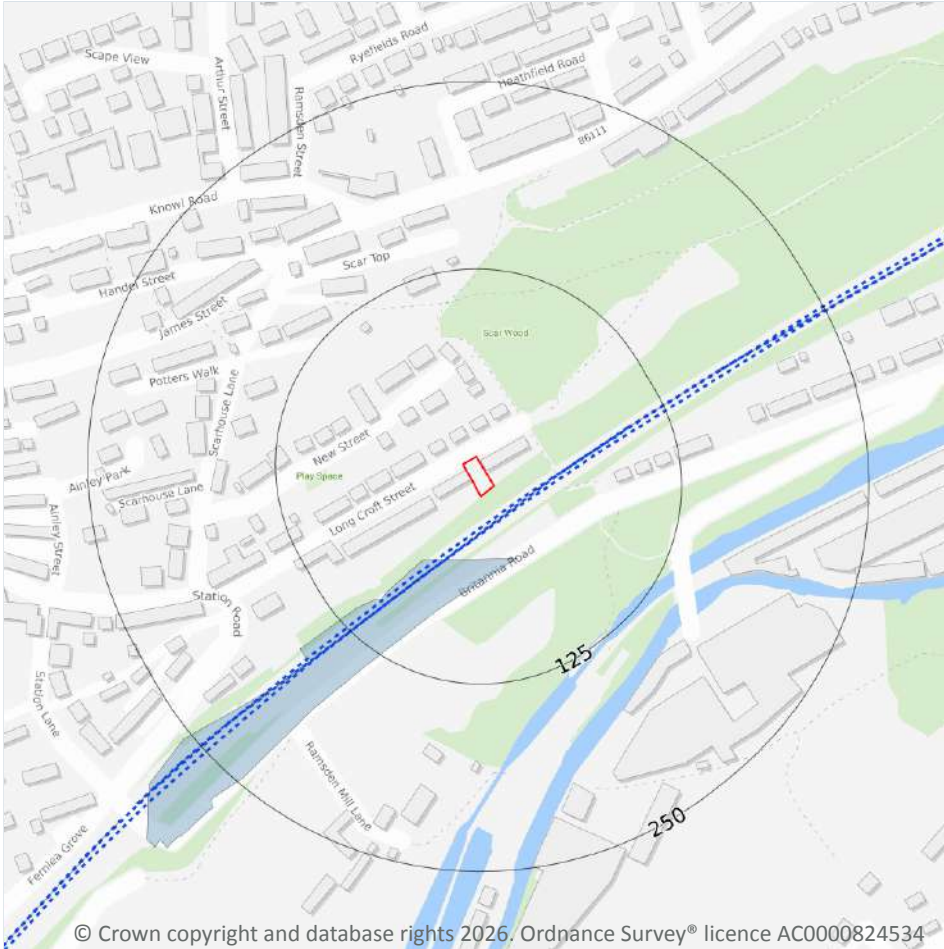 Ryefields Road
Scape View
Arthur Street
Ramsden Street
Heathfield Road
B6111
Knowl Road
Scar Top
Handel Street
James Street
Scar Wood
Potters Walk
Scarhouse Lane
New Street
Ainley Park
Play Space
Scarhouse Lane
Long Croft Street
Ainley Street
Britannia Road
Station Road
125
Station Lane
Ramsden Mill Lane
250
Fernlea Grove
© Crown copyright and database rights 2026. Ordnance Survey® licence AC0000824534